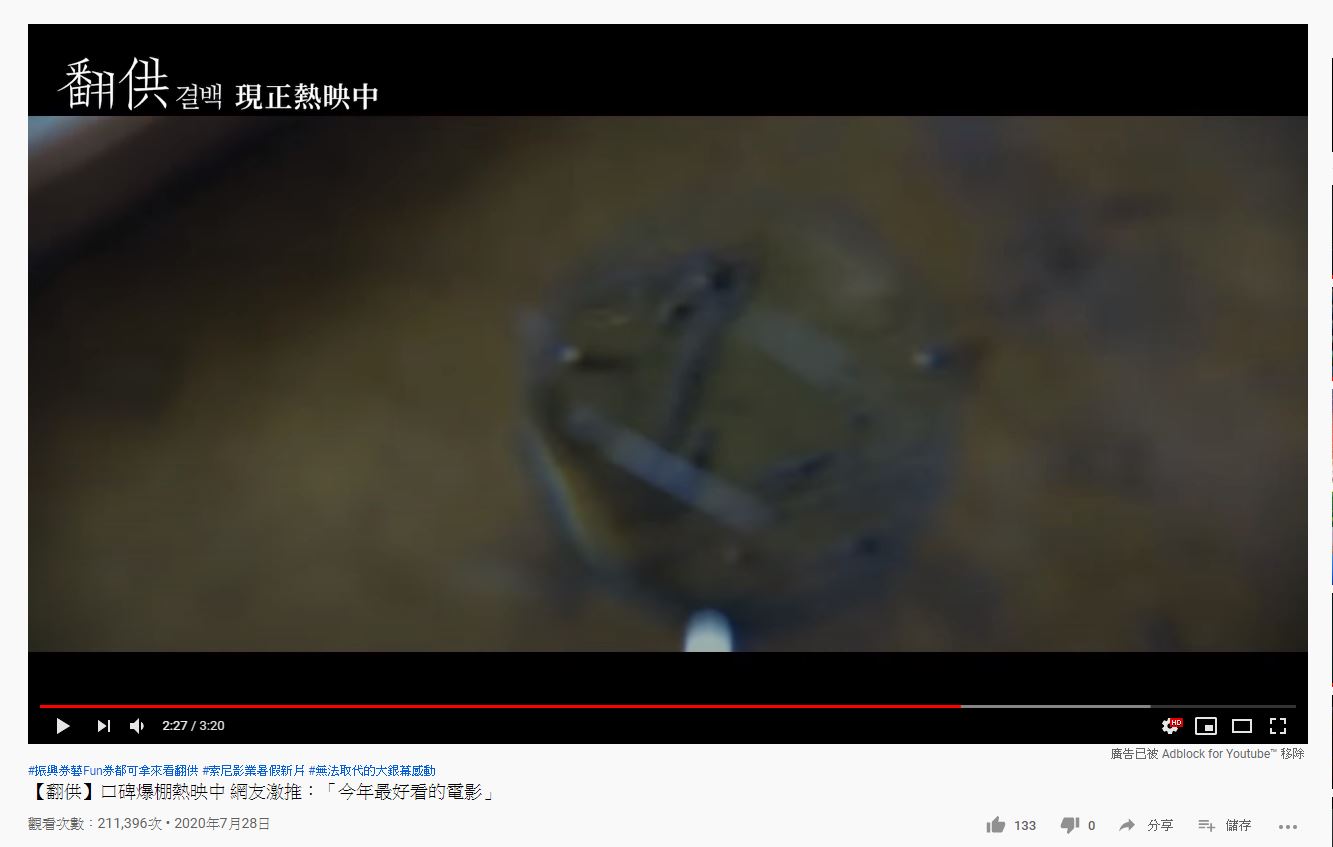 翻供 결백 現正熱映中
2:27 / 3:20
HD
廣告已被 Adblock for Youtube™ 移除
#振興券藝Fun券都可拿來看翻供 #索尼影業暑假新片 #無法取代的大銀幕感動
【翻供】口碑爆棚熱映中 網友激推：「今年最好看的電影」
觀看次數：211,396次 • 2020年7月28日
133 0 分享 儲存